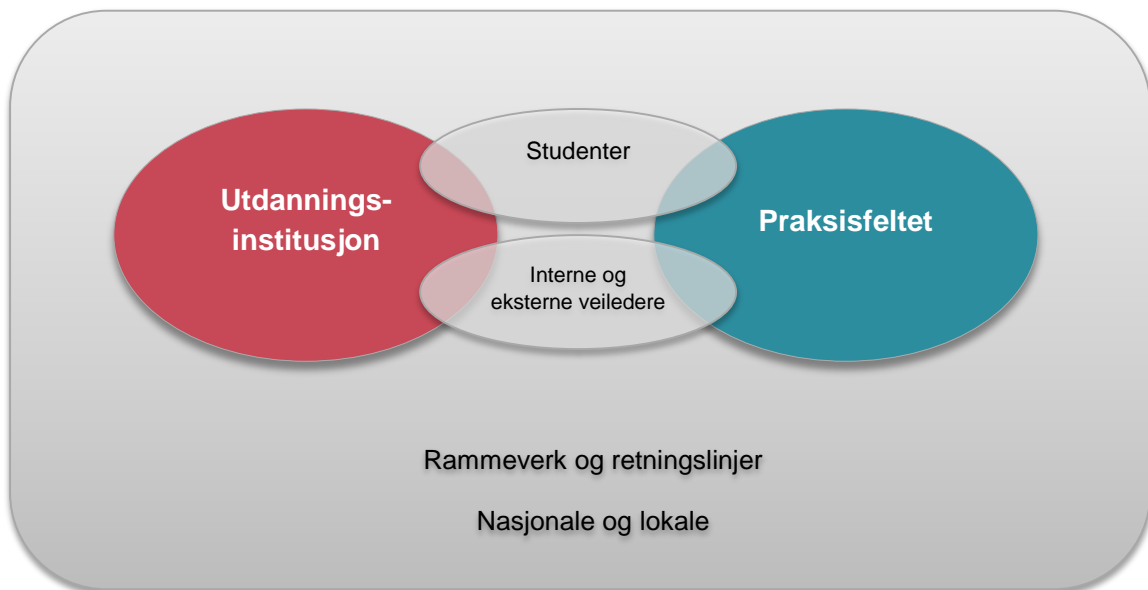 Studenter
Utdannings-
institusjon
Praksisfeltet
Interne og
eksterne veiledere
Rammeverk og retningslinjer
Nasjonale og lokale